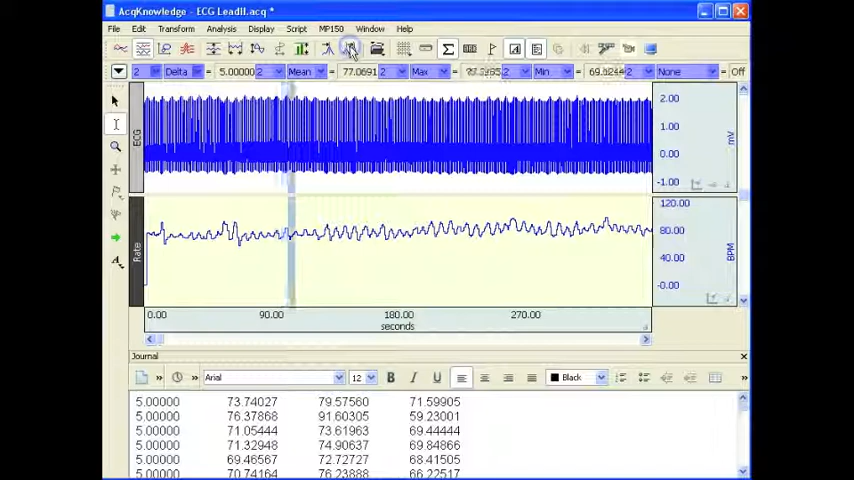 AcqKnowledge - ECG LeadII.acq *
File Edit Transform Analysis Display Script MP150 Window Help
2 Delta = 5.00000 2 Mean = 77.0691 2 Max = 2 Min = 2 None = Off
ECG
2.00
1.00
0.00
-1.00
mV
Rate
120.00
80.00
40.00
-0.00
BPM
0.00 90.00 180.00 270.00
seconds
Journal
Arial 12 B I U Black
5.00000 73.74027 79.57560 71.59905
5.00000 76.37868 91.60305 59.23001
5.00000 71.05444 73.61963 69.44444
5.00000 71.32948 74.90637 69.84866
5.00000 69.46567 72.72727 68.41505
5.00000 70.74164 76.23888 66.22517